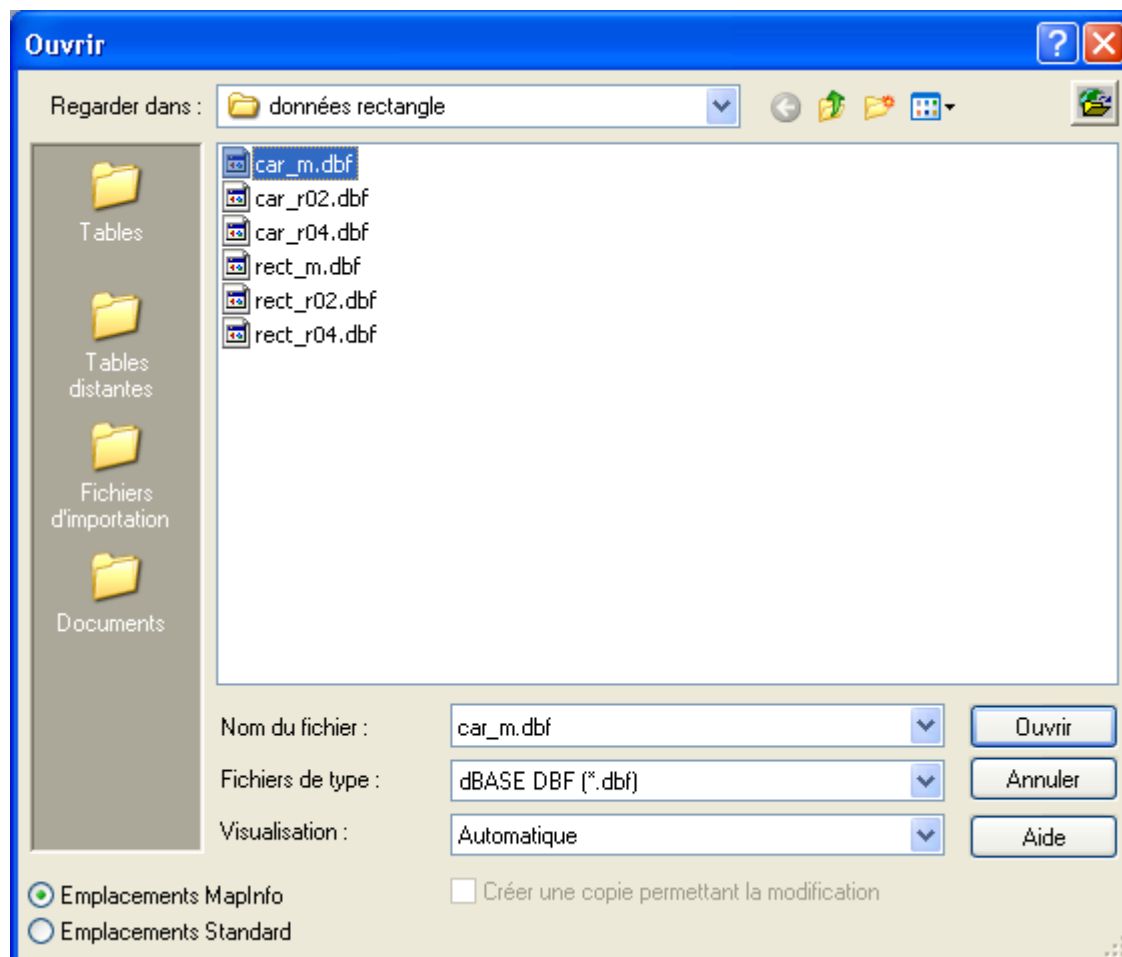 Ouvrir
Regarder dans : données rectangle
car_m.dbf
car_r02.dbf
car_r04.dbf
rect_m.dbf
rect_r02.dbf
rect_r04.dbf
Tables
Tables
distantes
Fichiers
d'importation
Documents
Nom du fichier : car_m.dbf Ouvrir
Fichiers de type : dBASE DBF (*.dbf) Annuler
Visualisation : Automatique Aide
Emplacements MapInfo Créer une copie permettant la modification
Emplacements Standard